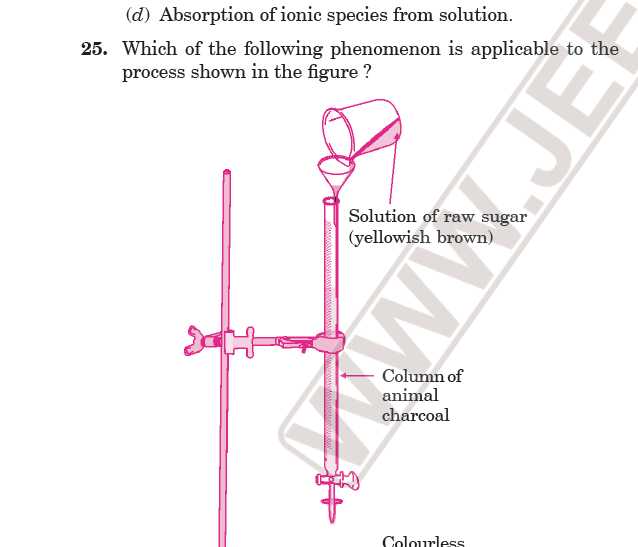 (d) Absorption of ionic species from solution.
25. Which of the following phenomenon is applicable to the
process shown in the figure ?
Solution of raw sugar
(yellowish brown)
Column of
animal
charcoal
Colourless
WWW.JEE